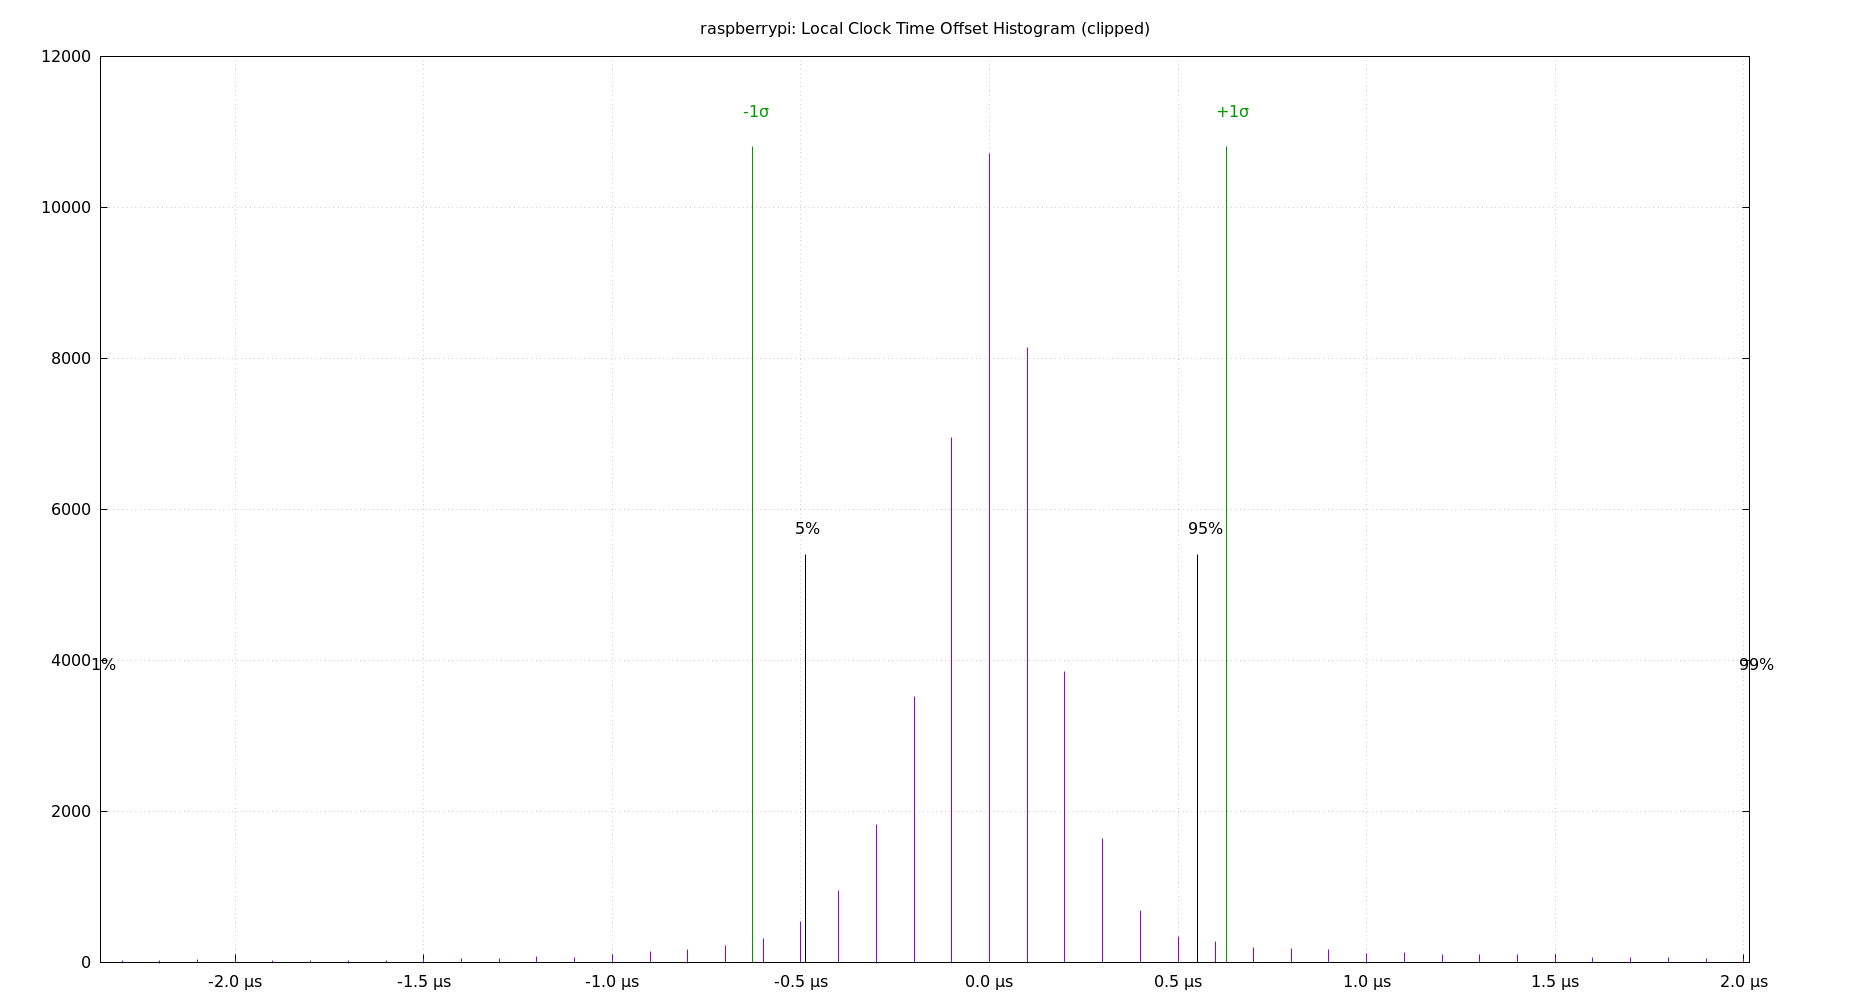 raspberrypi: Local Clock Time Offset Histogram (clipped)
12000
-1σ
+1σ
10000
8000
6000
5%
95%
4000
1%
99%
2000
0
-2.0 µs
-1.5 µs
-1.0 µs
-0.5 µs
0.0 µs
0.5 µs
1.0 µs
1.5 µs
2.0 µs